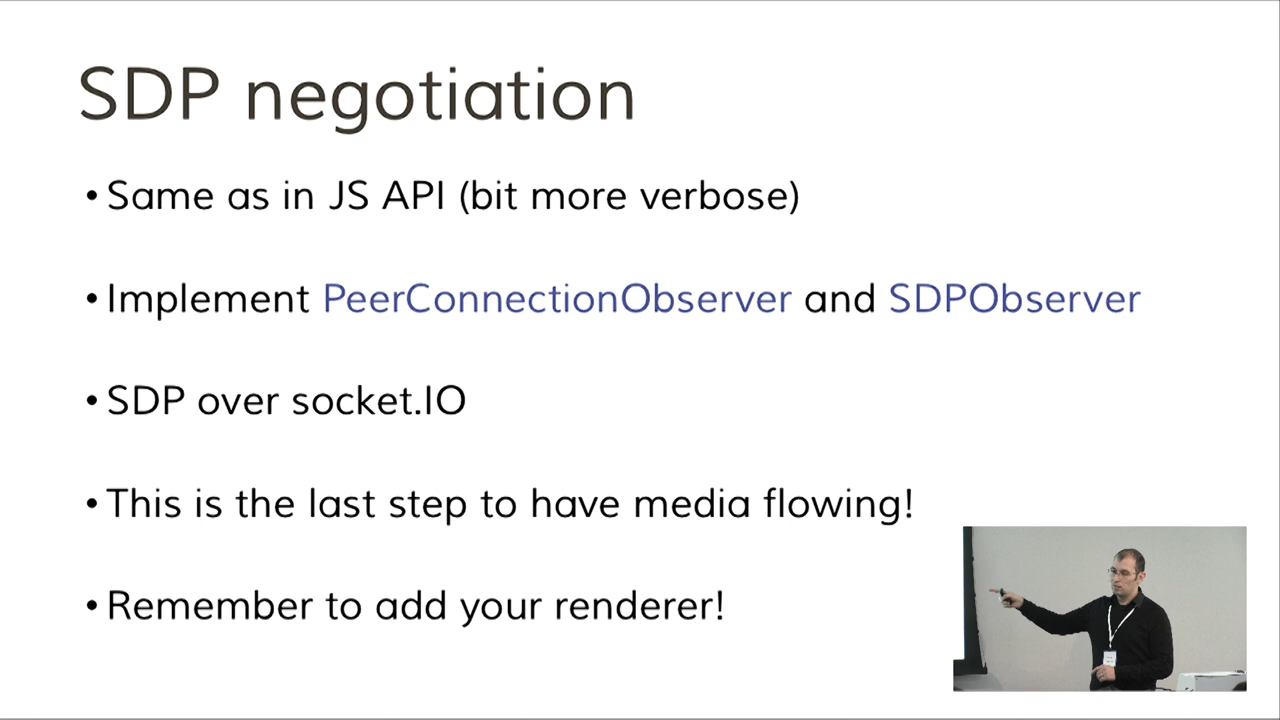 SDP negotiation
• Same as in JS API (bit more verbose)
• Implement PeerConnectionObserver and SDPObserver
• SDP over socket.IO
• This is the last step to have media flowing!
• Remember to add your renderer!